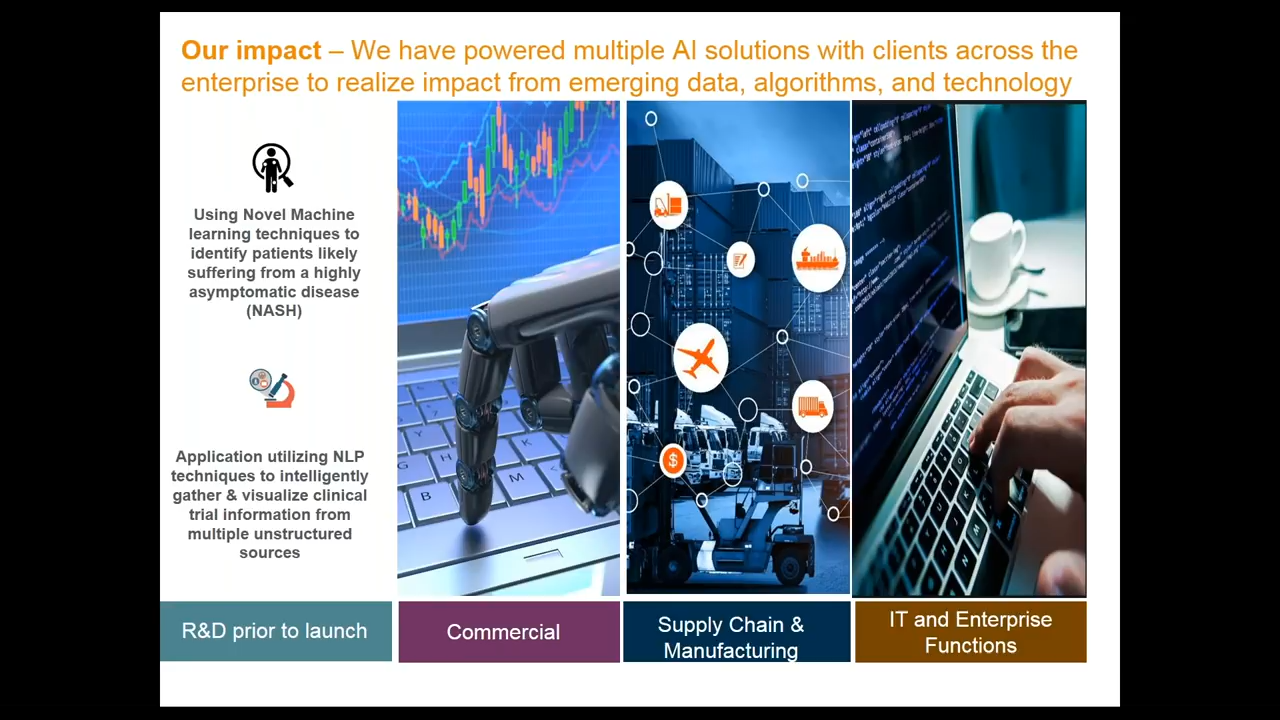 Our impact – We have powered multiple AI solutions with clients across the
enterprise to realize impact from emerging data, algorithms, and technology
Using Novel Machine
learning techniques to
identify patients likely
suffering from a highly
asymptomatic disease
(NASH)
Application utilizing NLP
techniques to intelligently
gather & visualize clinical
trial information from
multiple unstructured
sources
R&D prior to launch
Commercial
Supply Chain &
Manufacturing
IT and Enterprise
Functions